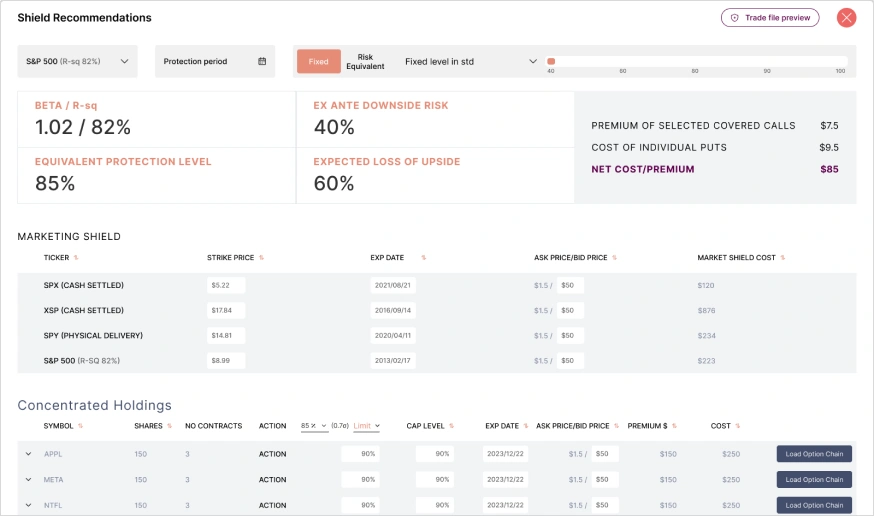 Shield Recommendations
Trade file preview
S&P 500 (R-sq 82%)
Protection period
Fixed
Risk Equivalent
Fixed level in std
40 60 80 90 100
BETA / R-sq
1.02 / 82%
EX ANTE DOWNSIDE RISK
40%
EQUIVALENT PROTECTION LEVEL
85%
EXPECTED LOSS OF UPSIDE
60%
PREMIUM OF SELECTED COVERED CALLS $7.5
COST OF INDIVIDUAL PUTS $9.5
NET COST/PREMIUM $85
MARKETING SHIELD
TICKER STRIKE PRICE EXP DATE ASK PRICE/BID PRICE MARKET SHIELD COST
SPX (CASH SETTLED) $5.22 2021/08/21 $1.5 / $50 $120
XSP (CASH SETTLED) $17.84 2016/09/14 $1.5 / $50 $876
SPY (PHYSICAL DELIVERY) $14.81 2020/04/11 $1.5 / $50 $234
S&P 500 (R-SQ 82%) $8.99 2013/02/17 $1.5 / $50 $223
Concentrated Holdings
SYMBOL SHARES NO CONTRACTS ACTION 85 % (0.7σ) Limit CAP LEVEL EXP DATE ASK PRICE/BID PRICE PREMIUM $ COST
APPL 150 3 ACTION 90% 90% 2023/12/22 $1.5 / $50 $150 $250 Load Option Chain
META 150 3 ACTION 90% 90% 2023/12/22 $1.5 / $50 $150 $250 Load Option Chain
NTFL 150 3 ACTION 90% 90% 2023/12/22 $1.5 / $50 $150 $250 Load Option Chain